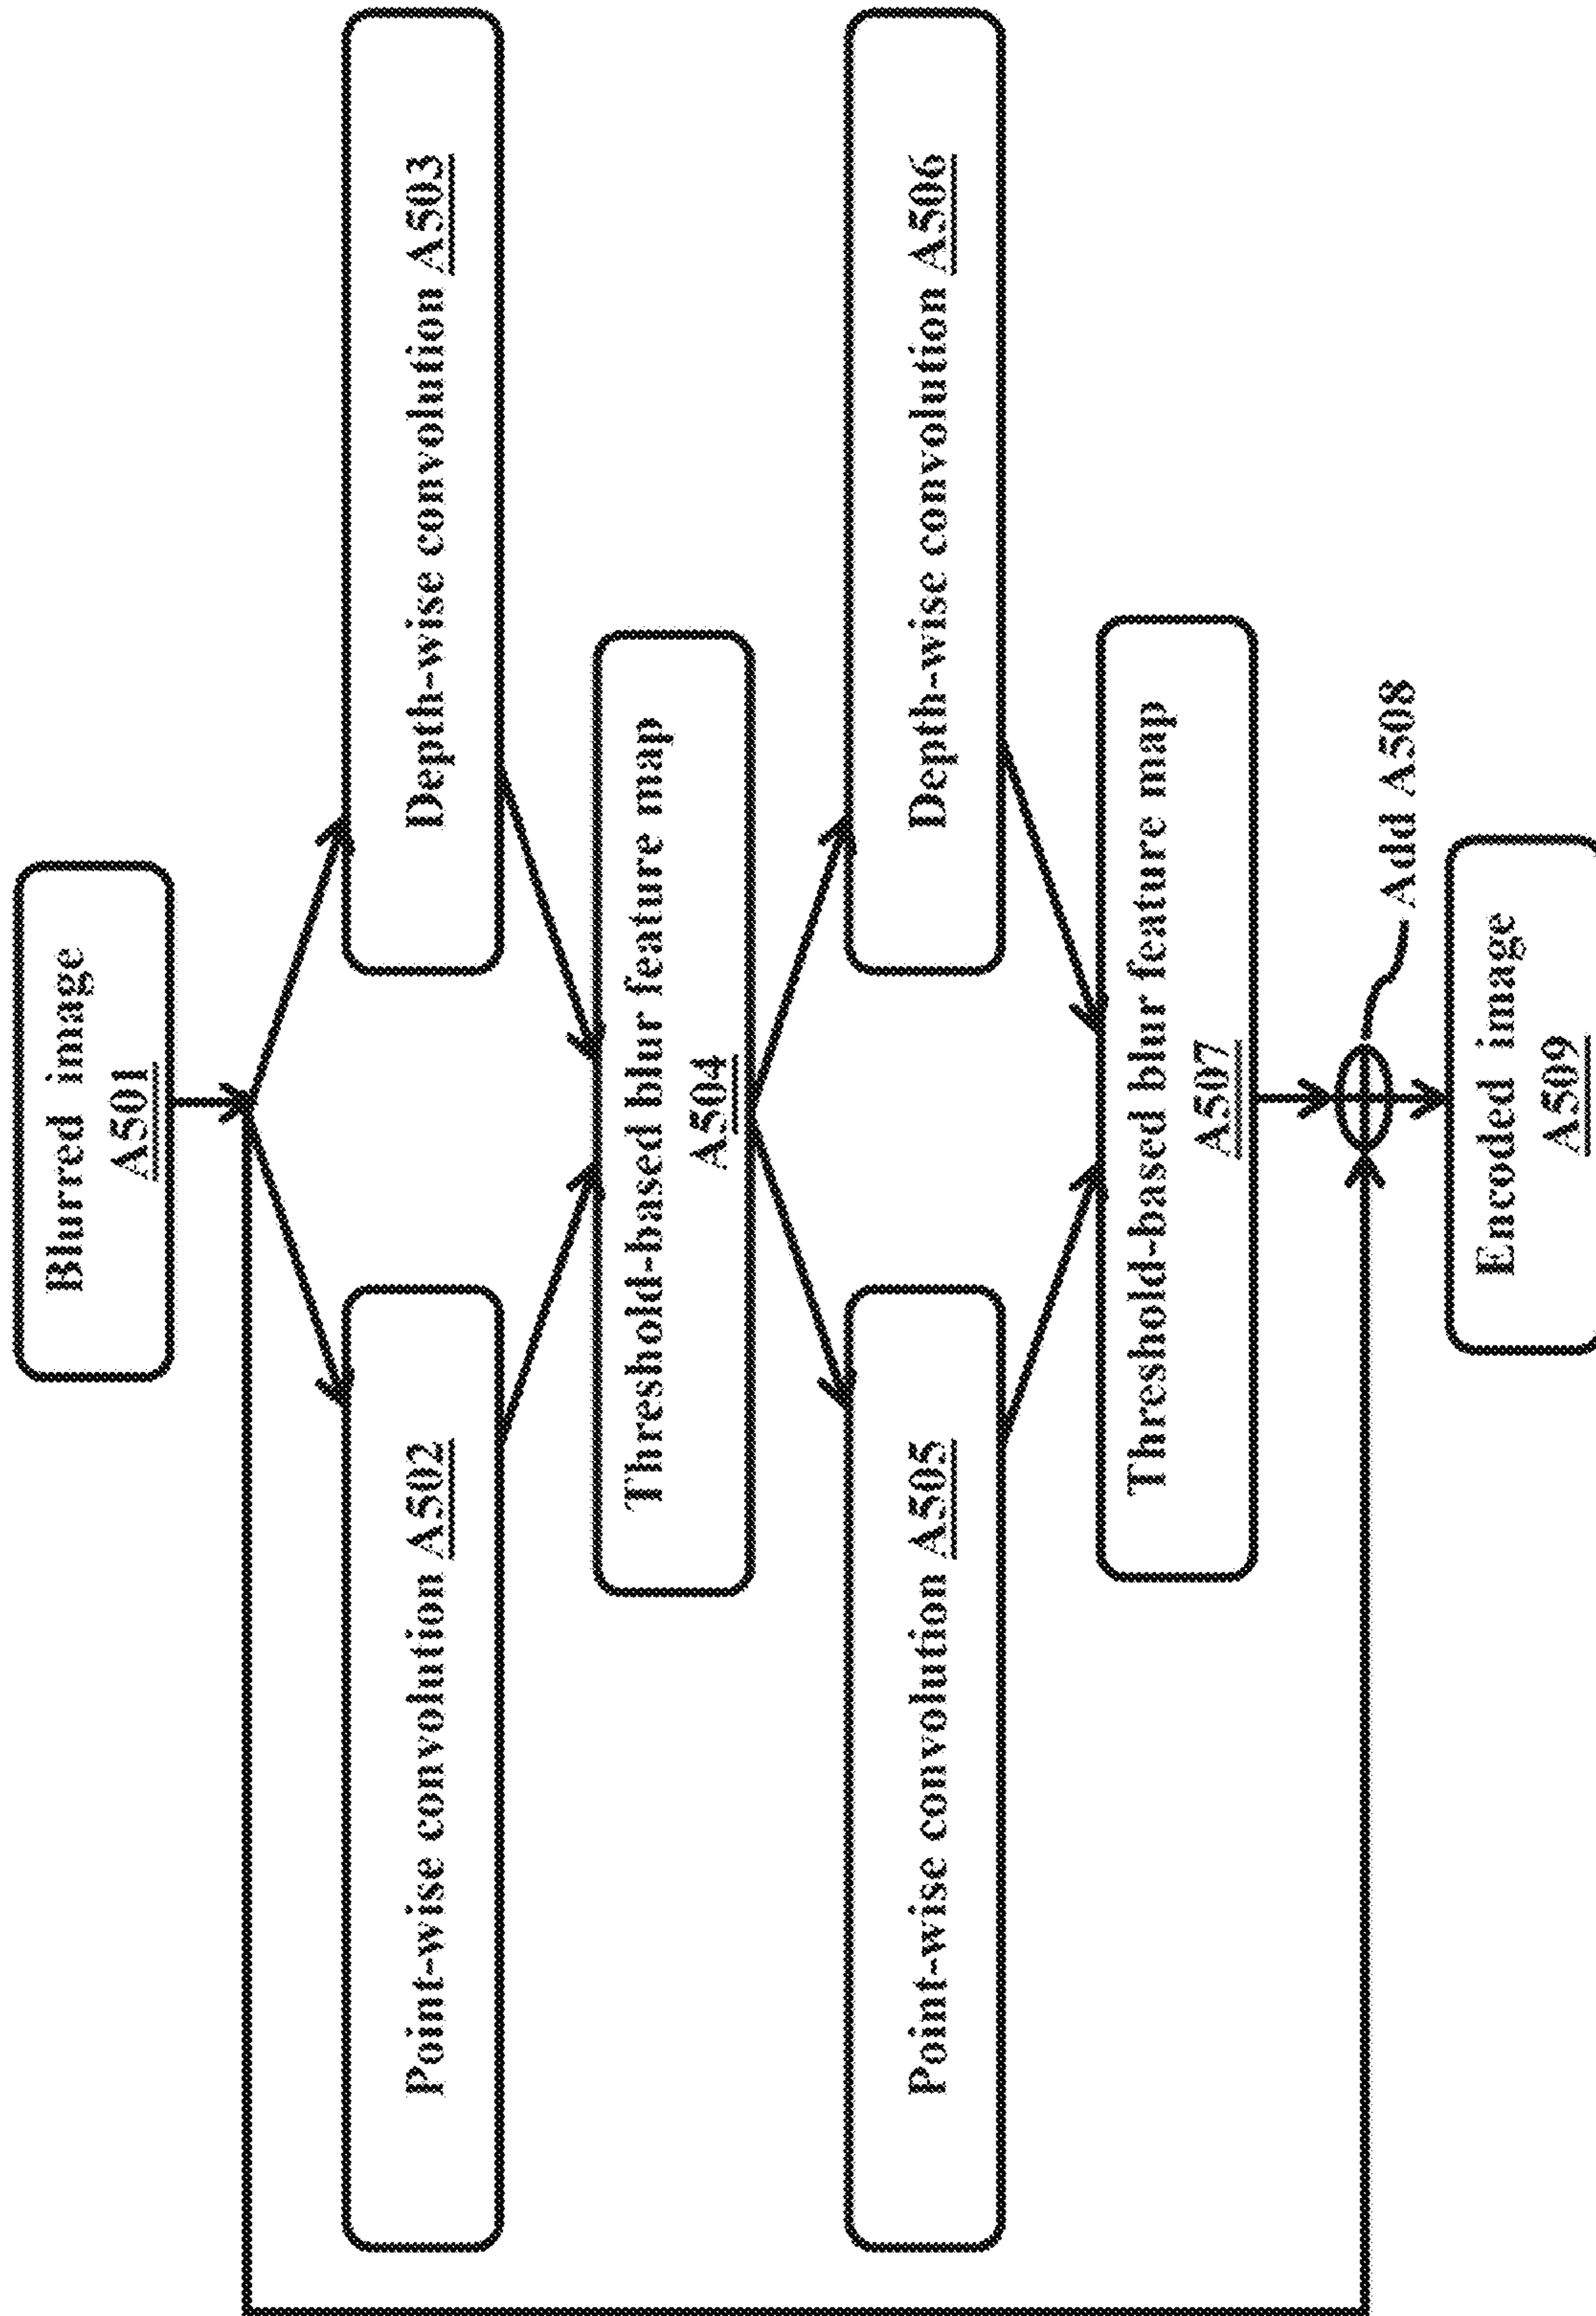 Blurred image
A501
Point-wise convolution A502
Depth-wise convolution A503
Threshold-based blur feature map
A504
Point-wise convolution A505
Depth-wise convolution A506
Threshold-based blur feature map
A507
Add A508
Encoded image
A509